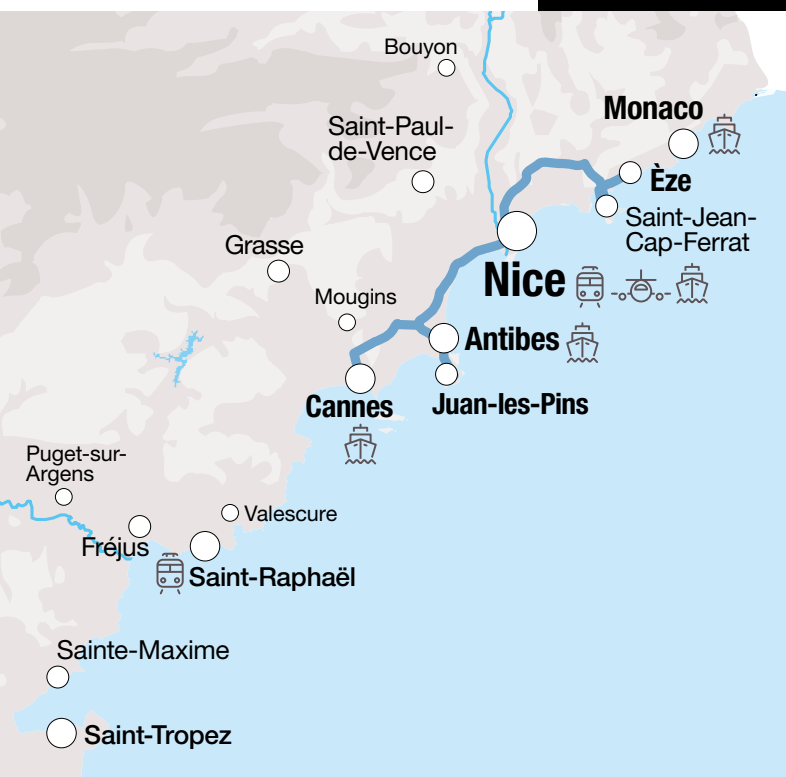 Bouyon
Monaco
Saint-Paul-
de-Vence
Èze
Saint-Jean-
Cap-Ferrat
Grasse
Nice
Mougins
Antibes
Cannes
Juan-les-Pins
Puget-sur-
Argens
Valescure
Fréjus
Saint-Raphaël
Sainte-Maxime
Saint-Tropez